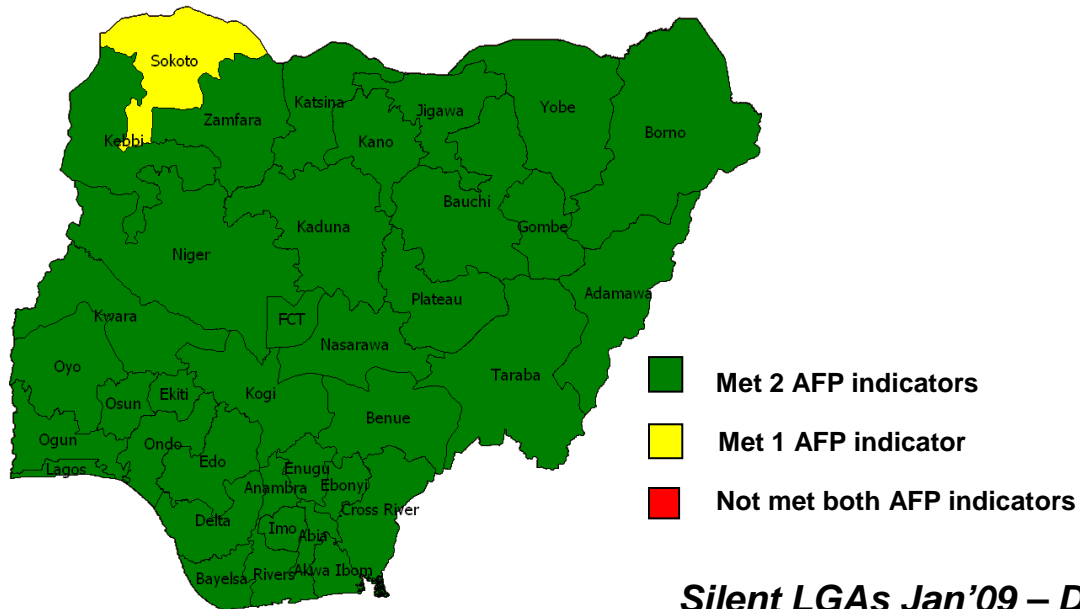 Sokoto
Katsina
Jigawa
Yobe
Zamfara
Borno
Kebbi
Kano
Bauchi
Kaduna
Gombe
Niger
Adamawa
Plateau
Kwara
FCT
Nasarawa
Oyo
Taraba
Met 2 AFP indicators
Ekiti
Kogi
Osun
Benue
Ogun
Ondo
Met 1 AFP indicator
Edo
Lagos
Enugu
Anambra
Ebonyi
Not met both AFP indicators
Cross River
Delta
Imo
Abia
Bayelsa
Rivers
Akwa Ibom
Silent LGAs Jan’09 – D